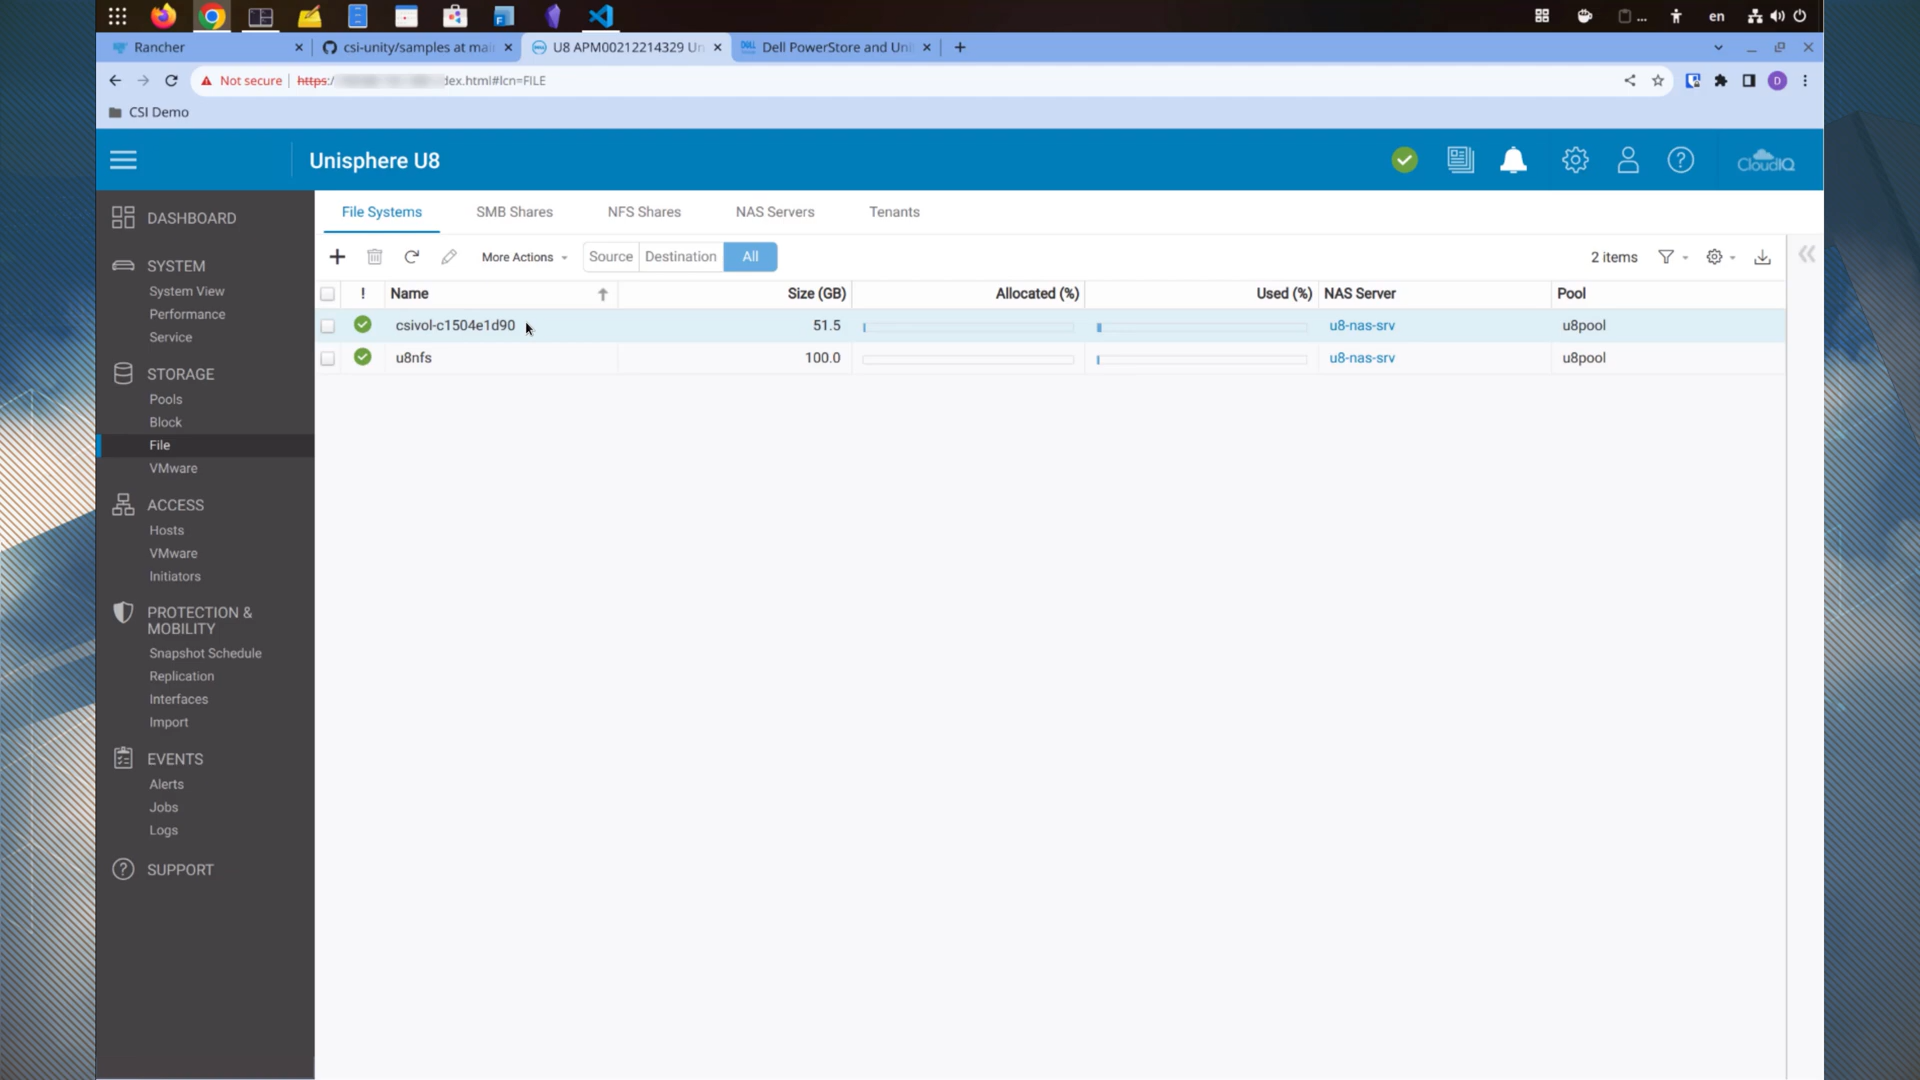 en
Rancher
csi-unity/samples at mai
U8 APM00212214329 Un
Dell PowerStore and Uni
Not secure
https:/
dex.html#lcn=FILE
D
CSI Demo
Unisphere U8
CloudIQ
DASHBOARD
SYSTEM
System View
Performance
Service
STORAGE
Pools
Block
File
VMware
ACCESS
Hosts
VMware
Initiators
PROTECTION &
MOBILITY
Snapshot Schedule
Replication
Interfaces
Import
EVENTS
Alerts
Jobs
Logs
SUPPORT
File Systems
SMB Shares
NFS Shares
NAS Servers
Tenants
More Actions
Source
Destination
All
2 items
! Name Size (GB) Allocated (%) Used (%) NAS Server Pool
csivol-c1504e1d90 51.5 u8-nas-srv u8pool
u8nfs 100.0 u8-nas-srv u8pool